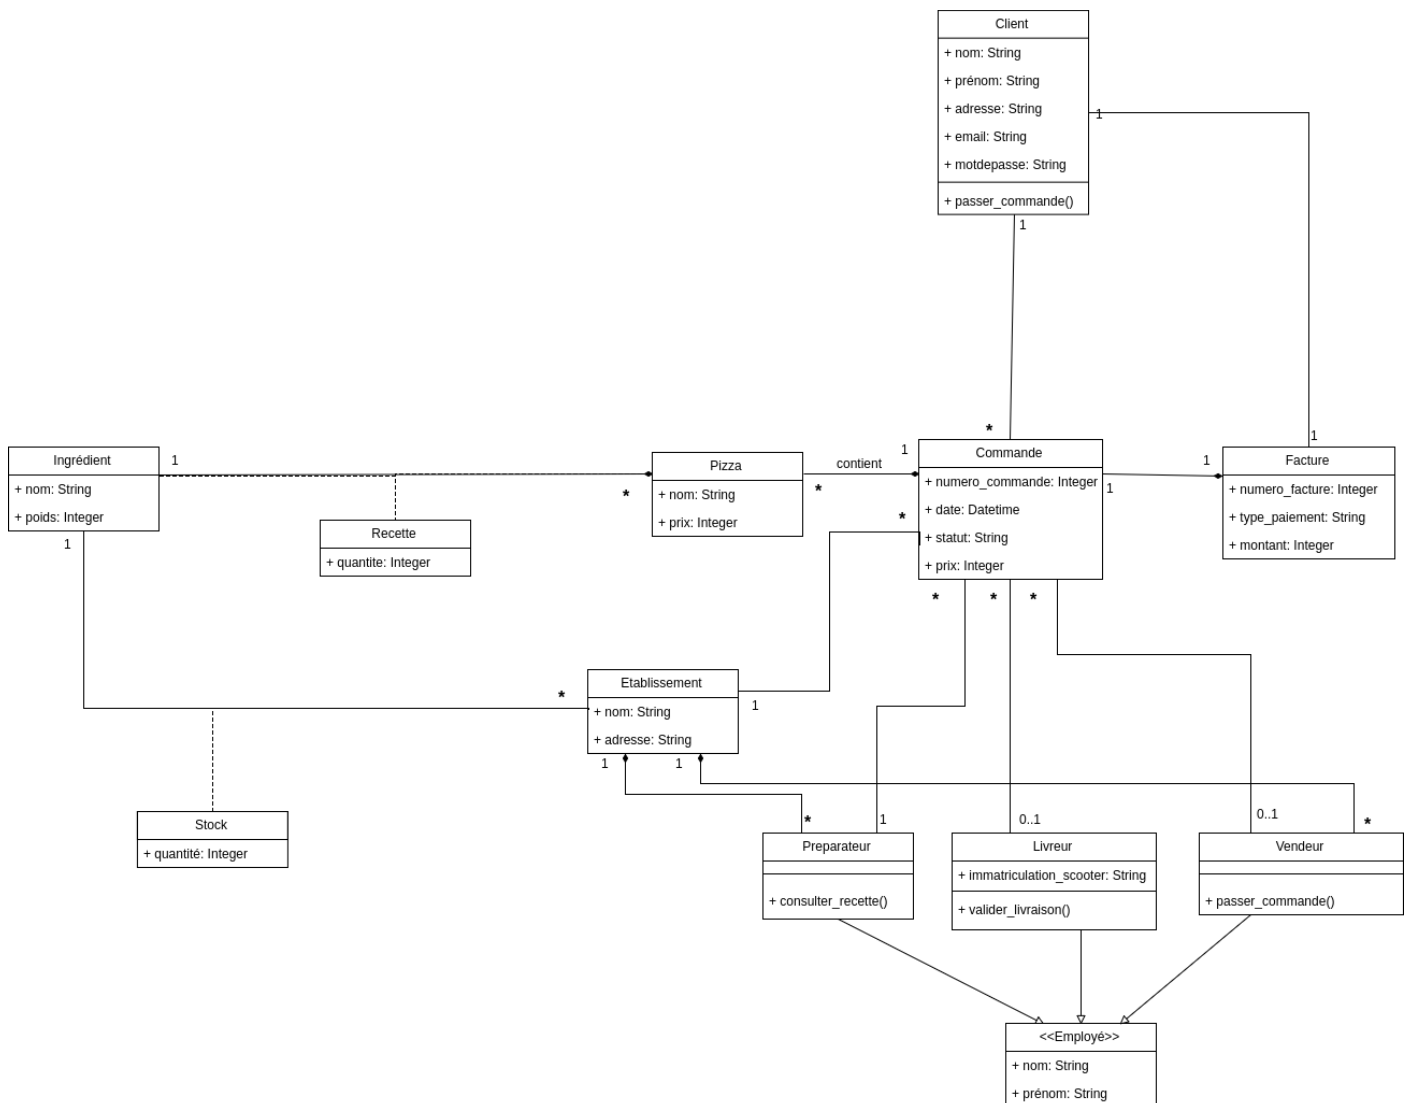 Client
+ nom: String
+ prénom: String
+ adresse: String
+ email: String
+ motdepasse: String
+ passer_commande()
1
1
*
1
Ingrédient
+ nom: String
+ poids: Integer
1
1
*
Recette
+ quantite: Integer
Pizza
+ nom: String
+ prix: Integer
*
contient
1
Commande
+ numero_commande: Integer
+ date: Datetime
+ statut: String
+ prix: Integer
1
1
Facture
+ numero_facture: Integer
+ type_paiement: String
+ montant: Integer
*
*
*
*
Etablissement
+ nom: String
+ adresse: String
*
1
1
1
Stock
+ quantité: Integer
*
1
0..1
0..1
*
Preparateur
+ consulter_recette()
Livreur
+ immatriculation_scooter: String
+ valider_livraison()
Vendeur
+ passer_commande()
<<Employé>>
+ nom: String
+ prénom: String